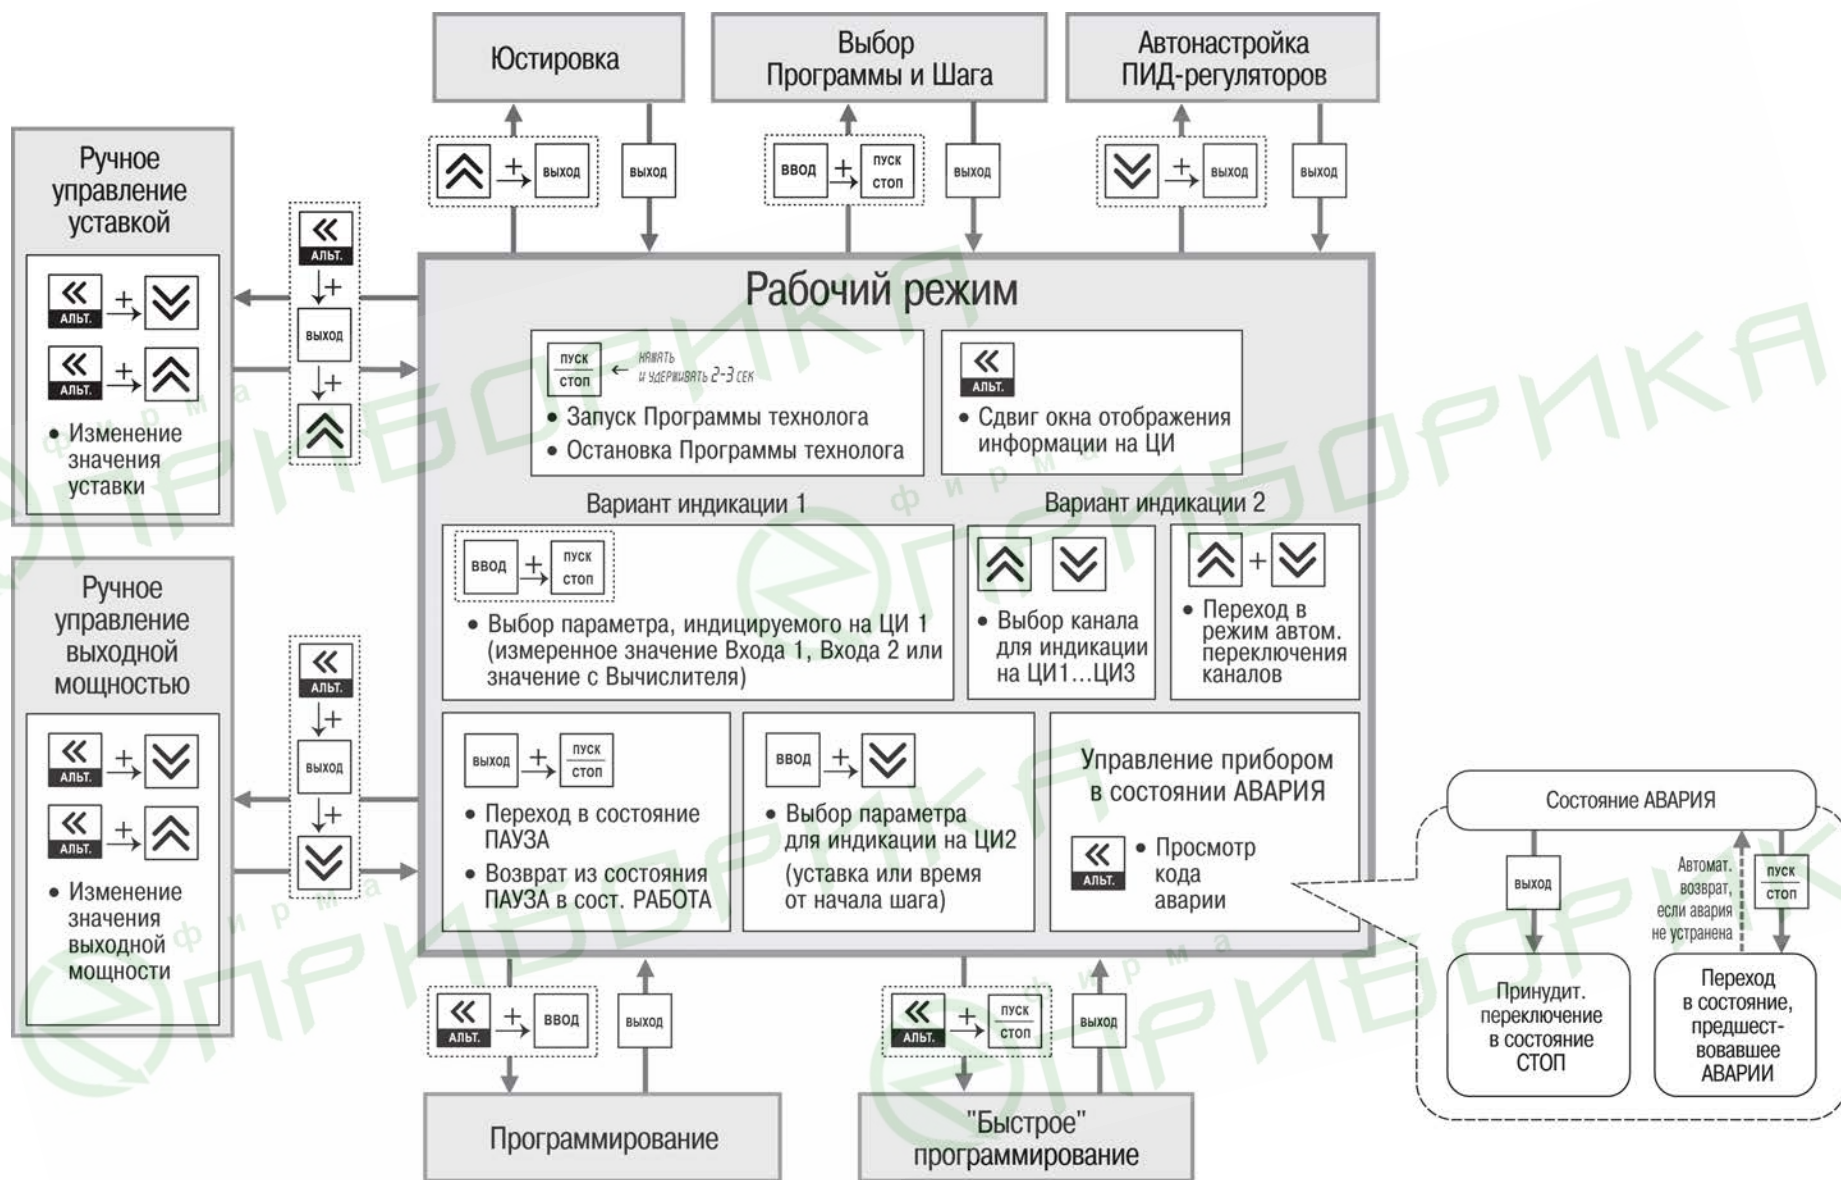 Юстировка
Выбор
Программы и Шага
Автонастройка
ПИД-регуляторов
+
ВЫХОД
ВЫХОД
ВВОД
+
ПУСК
СТОП
ВЫХОД
+
ВЫХОД
ВЫХОД
Ручное
управление
уставкой
АЛЬТ.
+
АЛЬТ.
+
• Изменение
значения
уставки
АЛЬТ.
+
ВЫХОД
+
Рабочий режим
ПУСК
СТОП
НАЖАТЬ
И УДЕРЖИВАТЬ 2-3 СЕК
• Запуск Программы технолога
• Остановка Программы технолога
АЛЬТ.
• Сдвиг окна отображения
информации на ЦИ
Вариант индикации 1
ВВОД
+
ПУСК
СТОП
• Выбор параметра, индицируемого на ЦИ 1
(измеренное значение Входа 1, Входа 2 или
значение с Вычислителя)
Вариант индикации 2
• Выбор канала
для индикации
на ЦИ1...ЦИ3
+
• Переход в
режим автом.
переключения
каналов
Ручное
управление
выходной
мощностью
АЛЬТ.
+
АЛЬТ.
+
• Изменение
значения
выходной
мощности
АЛЬТ.
+
ВЫХОД
+
ВЫХОД
+
ПУСК
СТОП
• Переход в состояние
ПАУЗА
• Возврат из состояния
ПАУЗА в сост. РАБОТА
ВВОД
+
• Выбор параметра
для индикации на ЦИ2
(уставка или время
от начала шага)
Управление прибором
в состоянии АВАРИЯ
АЛЬТ.
• Просмотр
кода
аварии
Состояние АВАРИЯ
ВЫХОД
Автомат.
возврат,
если авария
не устранена
ПУСК
СТОП
Принудит.
переключение
в состояние
СТОП
Переход
в состояние,
предшест-
вовавшее
АВАРИИ
АЛЬТ.
+
ВВОД
ВЫХОД
АЛЬТ.
+
ПУСК
СТОП
ВЫХОД
Программирование
"Быстрое"
программирование
фирма
ПРИБОРИКА
фирма
ПРИБОРИКА
фирма
ПРИБОРИКА
фирма
ПРИБОРИКА